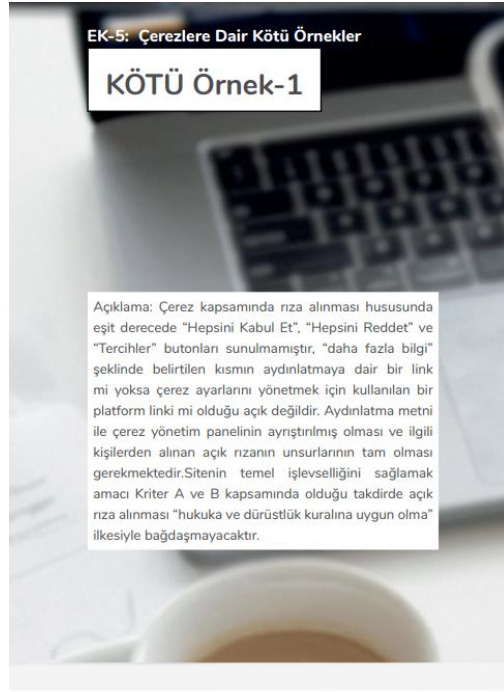 EK-5: Çerezlere Dair Kötü Örnekler
KÖTÜ Örnek-1
Açıklama: Çerez kapsamında rıza alınması hususunda
eşit derecede “Hepsini Kabul Et”, “Hepsini Reddet” ve
“Tercihler” butonları sunulmamıştır, “daha fazla bilgi”
şeklinde belirtilen kısmın aydınlatmaya dair bir link
mi yoksa çerez ayarlarını yönetmek için kullanılan bir
platform linki mi olduğu açık değildir. Aydınlatma metni
ile çerez yönetim panelinin ayrıştırılmış olması ve ilgili
kişilerden alınan açık rızanın unsurlarının tam olması
gerekmektedir.Sitenin temel işlevselliğini sağlamak
amacı Kriter A ve B kapsamında olduğu takdirde açık
rıza alınması “hukuka ve dürüstlük kuralına uygun olma”
ilkesiyle bağdaşmayacaktır.